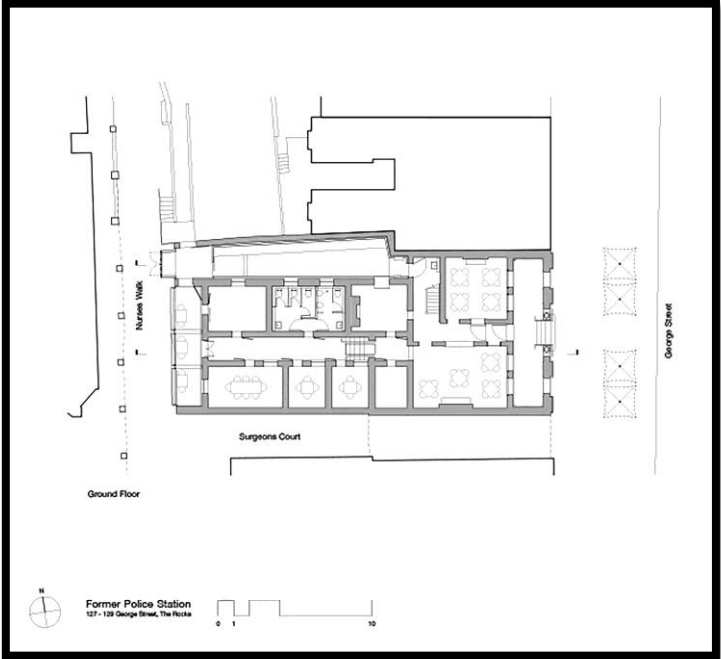 Nurses Walk
George Street
Surgeons Court
Ground Floor
N
Former Police Station
127 - 129 George Street, The Rocks
0 1 10